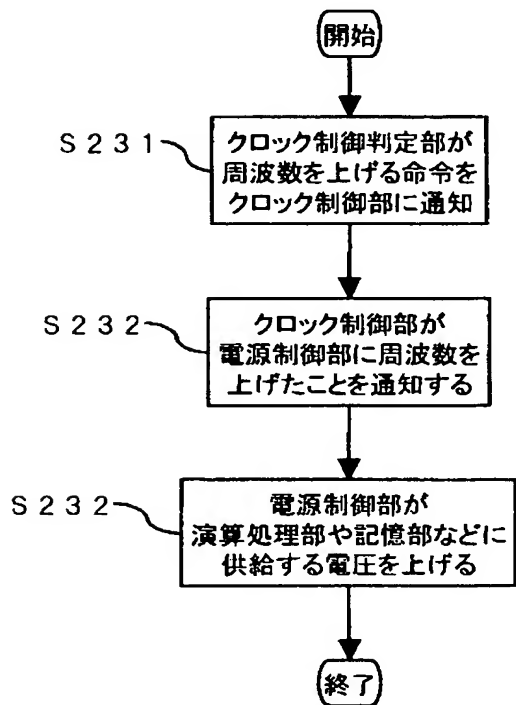 開始
S231
クロック制御判定部が
周波数を上げる命令を
クロック制御部に通知
S232
クロック制御部が
電源制御部に周波数を
上げたことを通知する
S232
電源制御部が
演算処理部や記憶部などに
供給する電圧を上げる
終了